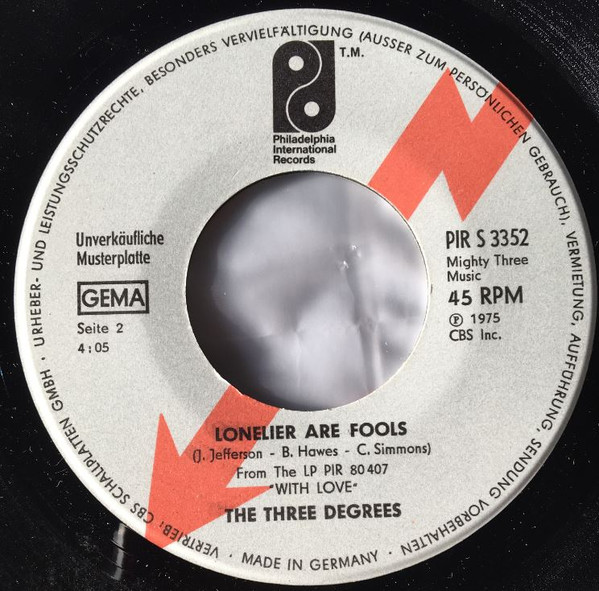 URHEBER- UND LEISTUNGSSCHUTZRECHTE, BESONDERS VERVIELFÄLTIGUNG (AUSSER ZUM PERSÖNLICHEN GEBRAUCH), VERMIETUNG, AUFFÜHRUNG, SENDUNG VORBEHALTEN · MADE IN GERMANY · VERTRIEB: CBS SCHALLPLATTEN GMBH ·
T.M.
Philadelphia
International
Records
Unverkäufliche
Musterplatte
GEMA
Seite 2
4:05
PIR S 3352
Mighty Three
Music
45 RPM
℗ 1975
CBS Inc.
LONELIER ARE FOOLS
(J. Jefferson - B. Hawes - C. Simmons)
From The LP PIR 80407
"WITH LOVE"
THE THREE DEGREES